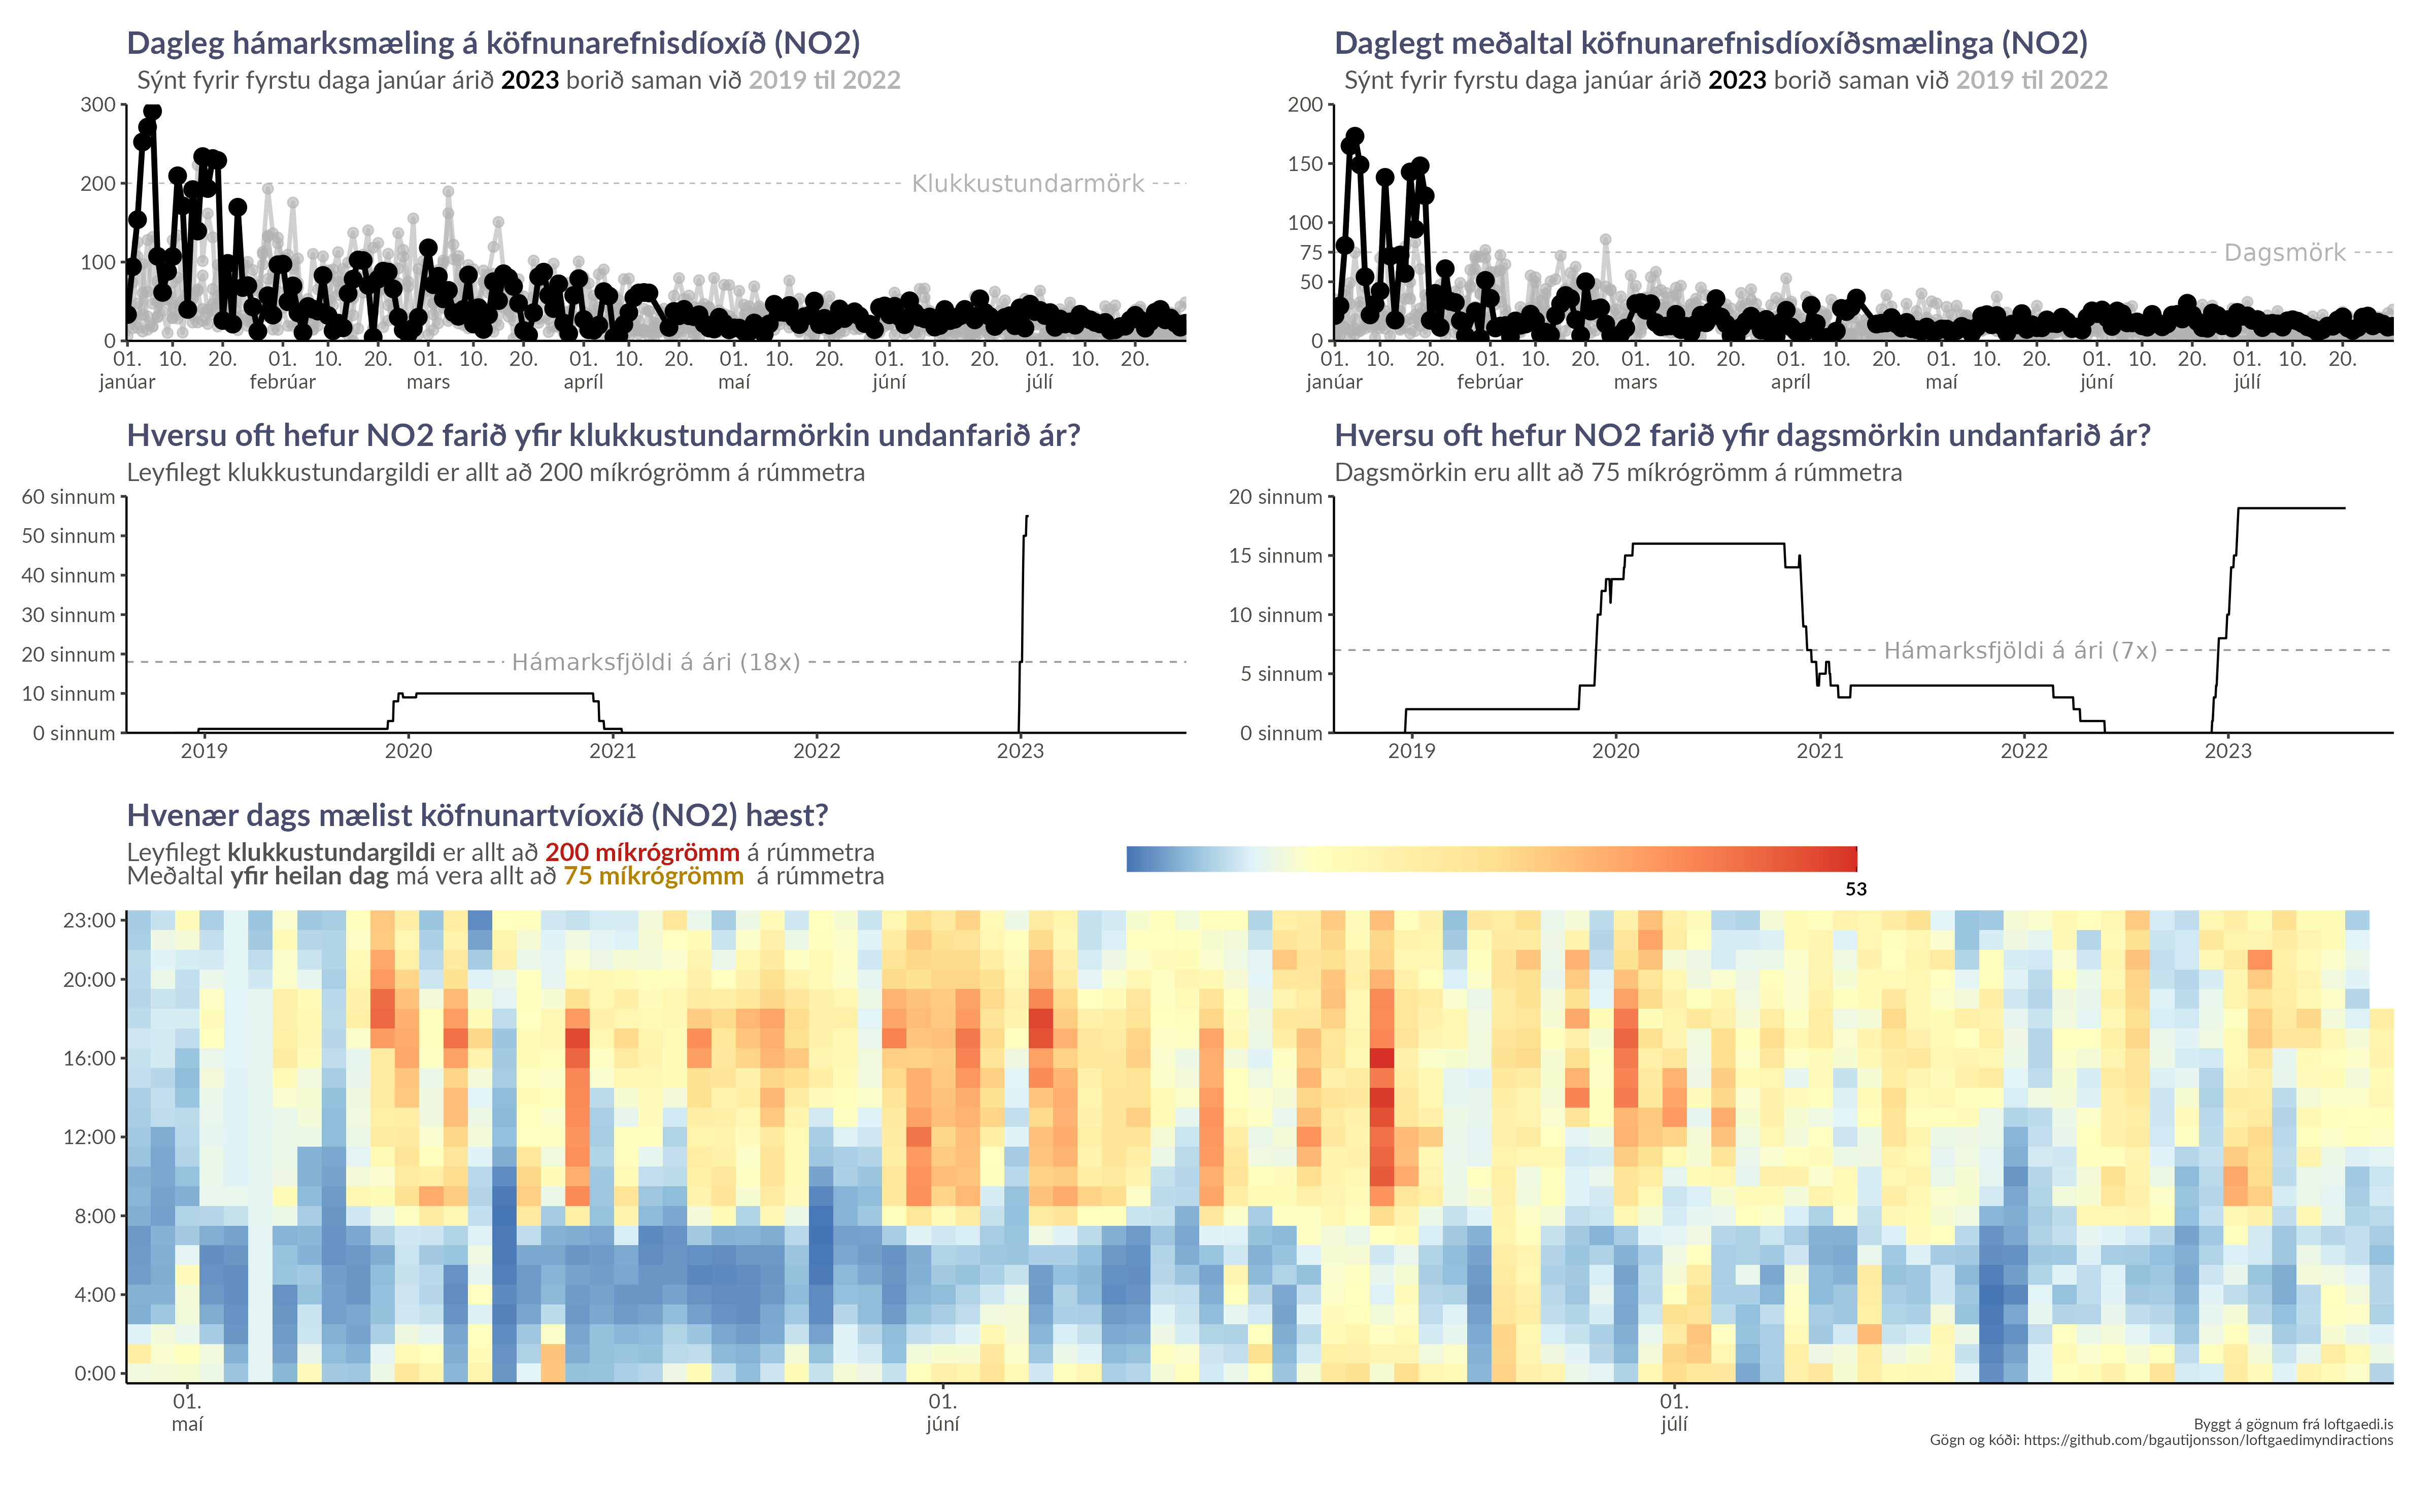 Dagleg hámarksmæling á köfnunarefnisdíoxíð (NO2)
Sýnt fyrir fyrstu daga janúar árið 2023 borið saman við 2019 til 2022
300
200
100
0
Klukkustundarmörk
01. 10. 20. 01. 10. 20. 01. 10. 20. 01. 10. 20. 01. 10. 20. 01. 10. 20. 01. 10. 20.
janúar febrúar mars apríl maí júní júlí
Daglegt meðaltal köfnunarefnisdíoxíðsmælinga (NO2)
Sýnt fyrir fyrstu daga janúar árið 2023 borið saman við 2019 til 2022
200
150
100
75
50
0
Dagsmörk
01. 10. 20. 01. 10. 20. 01. 10. 20. 01. 10. 20. 01. 10. 20. 01. 10. 20. 01. 10. 20.
janúar febrúar mars apríl maí júní júlí
Hversu oft hefur NO2 farið yfir klukkustundarmörkin undanfarið ár?
Leyfilegt klukkustundargildi er allt að 200 míkrógrömm á rúmmetra
60 sinnum
50 sinnum
40 sinnum
30 sinnum
20 sinnum
10 sinnum
0 sinnum
Hámarksfjöldi á ári (18x)
2019 2020 2021 2022 2023
Hversu oft hefur NO2 farið yfir dagsmörkin undanfarið ár?
Dagsmörkin eru allt að 75 míkrógrömm á rúmmetra
20 sinnum
15 sinnum
10 sinnum
5 sinnum
0 sinnum
Hámarksfjöldi á ári (7x)
2019 2020 2021 2022 2023
Hvenær dags mælist köfnunartvíoxíð (NO2) hæst?
Leyfilegt klukkustundargildi er allt að 200 míkrógrömm á rúmmetra
Meðaltal yfir heilan dag má vera allt að 75 míkrógrömm á rúmmetra
53
23:00
20:00
16:00
12:00
8:00
4:00
0:00
01. 01. 01.
maí júní júlí
Byggt á gögnum frá loftgaedi.is
Gögn og kóði: https://github.com/bgautijonsson/loftgaedimyndiractions